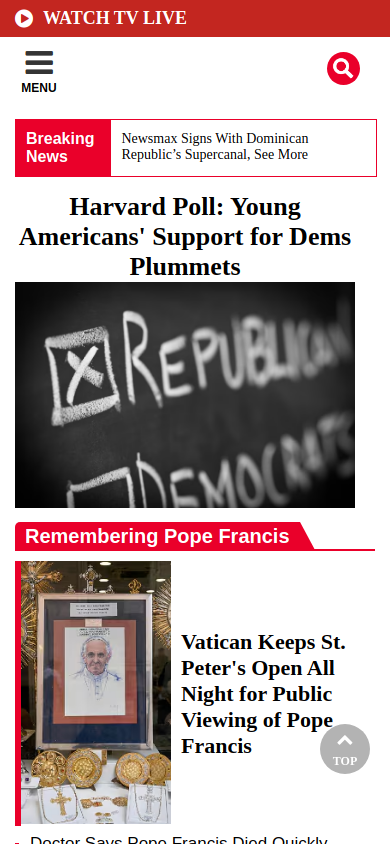 WATCH TV LIVE
MENU
Breaking
News
Newsmax Signs With Dominican
Republic’s Supercanal, See More
Harvard Poll: Young
Americans' Support for Dems
Plummets
REPUBLICAN
DEMOCRATS
Remembering Pope Francis
Vatican Keeps St.
Peter's Open All
Night for Public
Viewing of Pope
Francis
TOP
Doctor Says Pope Francis Died Quickly